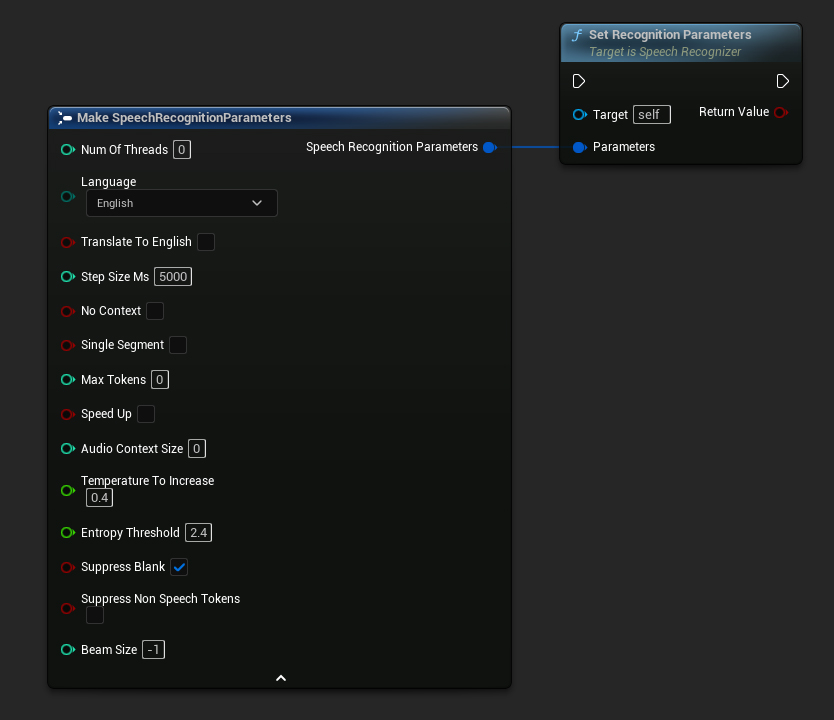 Set Recognition Parameters
Target is Speech Recognizer
Target self
Return Value
Parameters
Make SpeechRecognitionParameters
Num Of Threads 0
Speech Recognition Parameters
Language
English
Translate To English
Step Size Ms 5000
No Context
Single Segment
Max Tokens 0
Speed Up
Audio Context Size 0
Temperature To Increase
0.4
Entropy Threshold 2.4
Suppress Blank
Suppress Non Speech Tokens
Beam Size -1